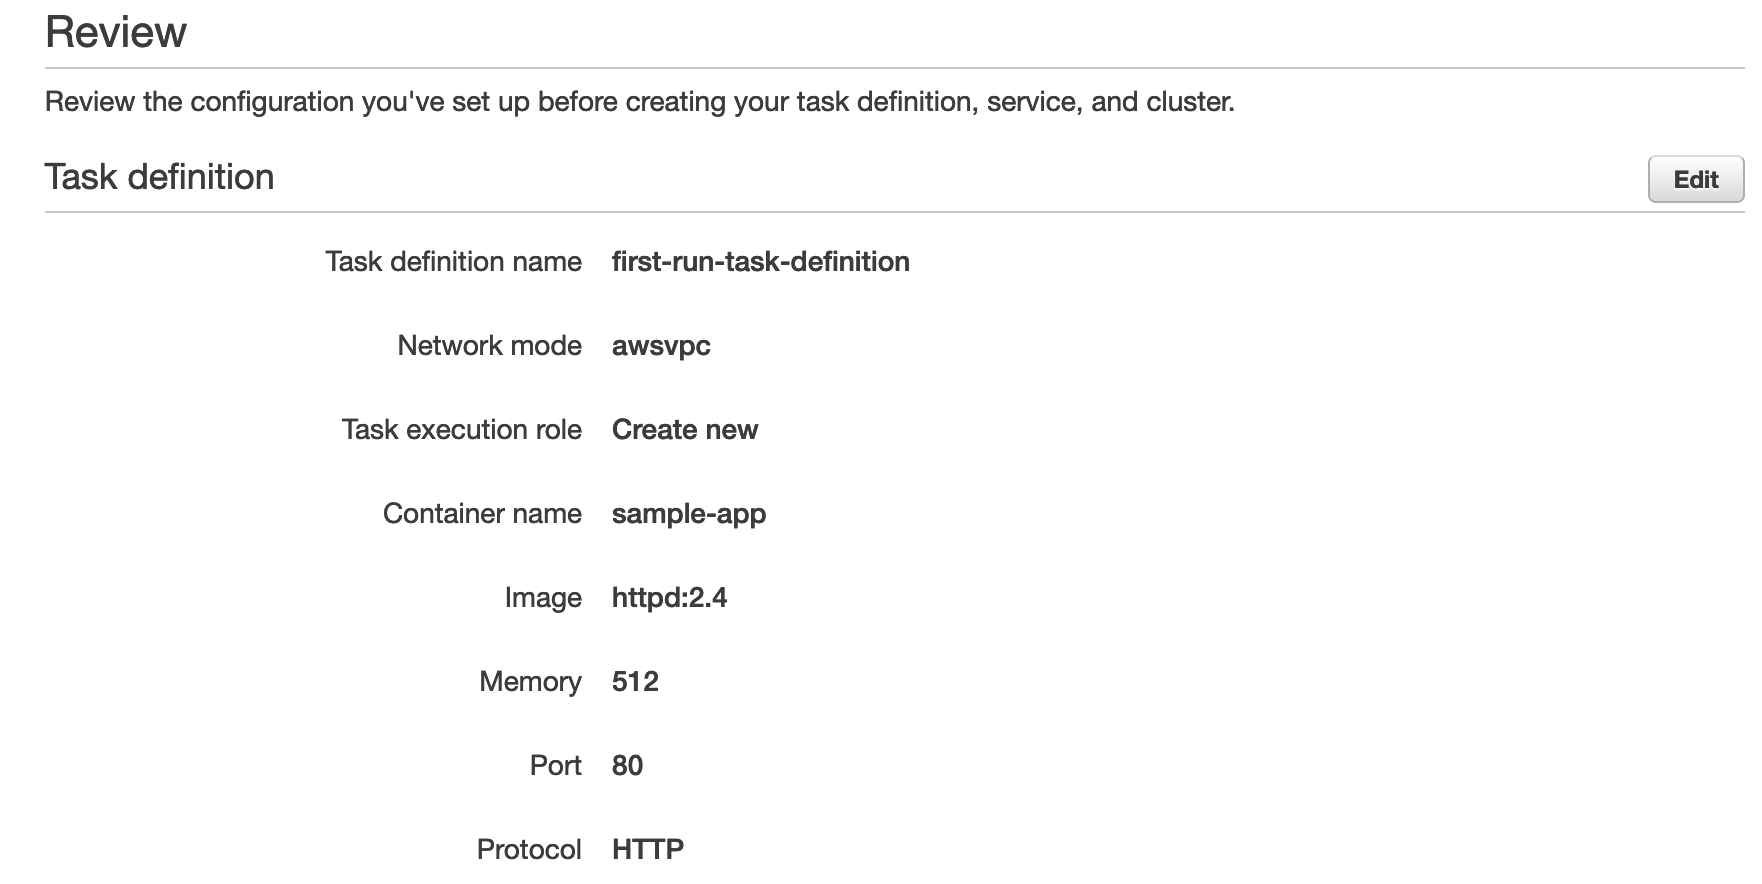 Review
Review the configuration you've set up before creating your task definition, service, and cluster.
Task definition
Edit
Task definition name first-run-task-definition
Network mode awsvpc
Task execution role Create new
Container name sample-app
Image httpd:2.4
Memory 512
Port 80
Protocol HTTP